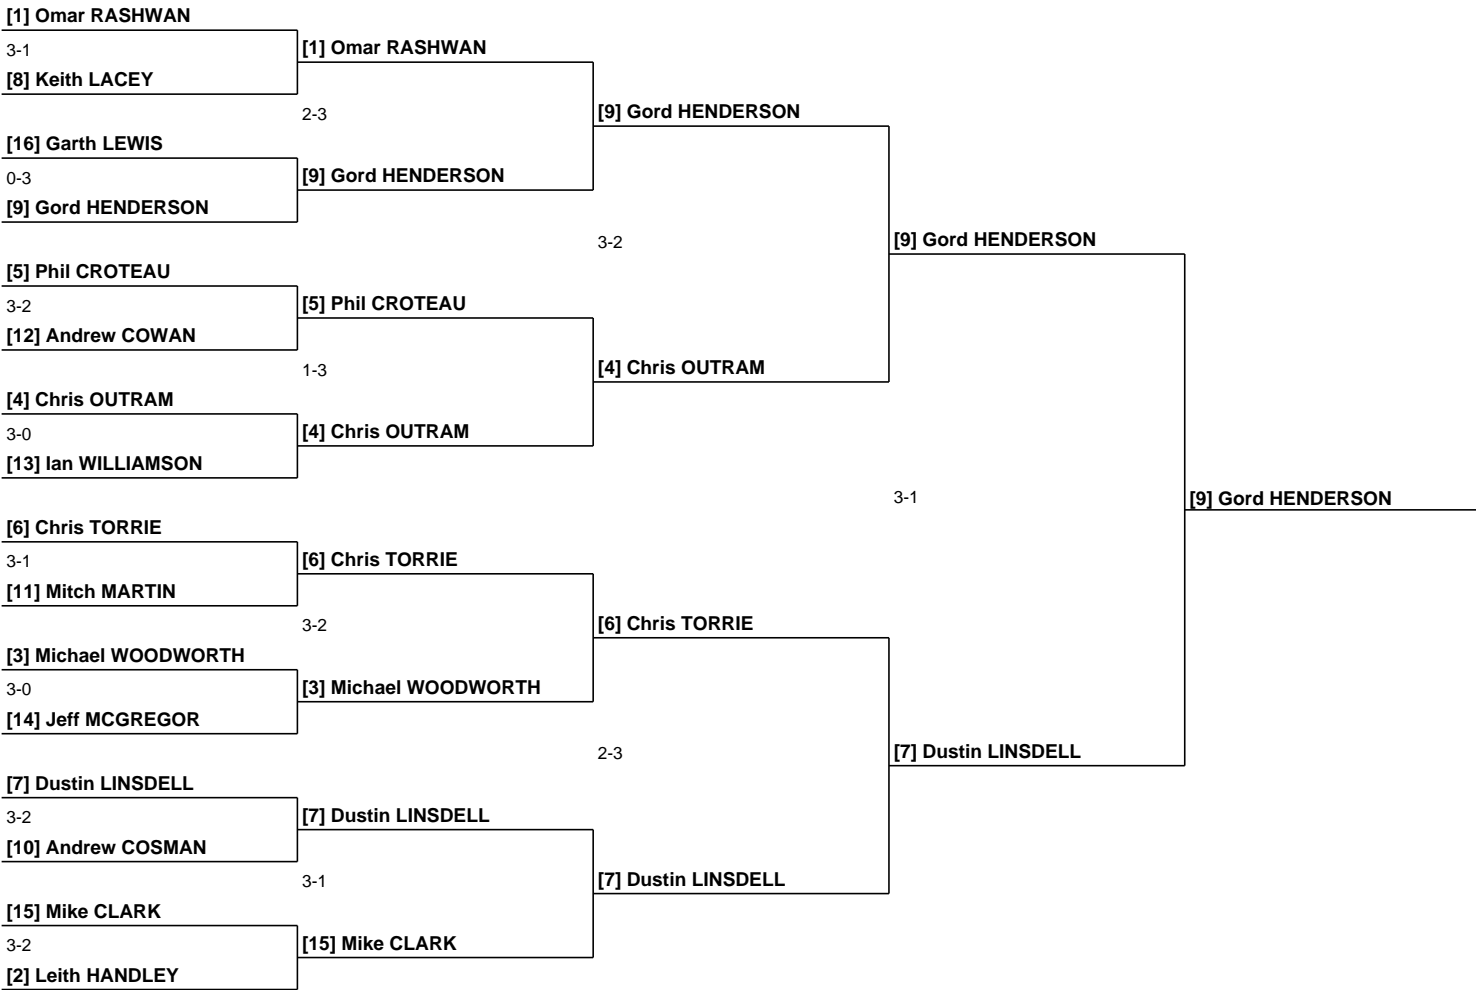 [1] Omar RASHWAN
3-1
[8] Keith LACEY
[16] Garth LEWIS
0-3
[9] Gord HENDERSON
[5] Phil CROTEAU
3-2
[12] Andrew COWAN
[4] Chris OUTRAM
3-0
[13] Ian WILLIAMSON
[6] Chris TORRIE
3-1
[11] Mitch MARTIN
[3] Michael WOODWORTH
3-0
[14] Jeff MCGREGOR
[7] Dustin LINSDELL
3-2
[10] Andrew COSMAN
[15] Mike CLARK
3-2
[2] Leith HANDLEY
[1] Omar RASHWAN
2-3
[9] Gord HENDERSON
[5] Phil CROTEAU
1-3
[4] Chris OUTRAM
[6] Chris TORRIE
3-2
[3] Michael WOODWORTH
[7] Dustin LINSDELL
3-1
[15] Mike CLARK
[9] Gord HENDERSON
3-2
[4] Chris OUTRAM
[6] Chris TORRIE
2-3
[7] Dustin LINSDELL
[9] Gord HENDERSON
3-1
[7] Dustin LINSDELL
[9] Gord HENDERSON